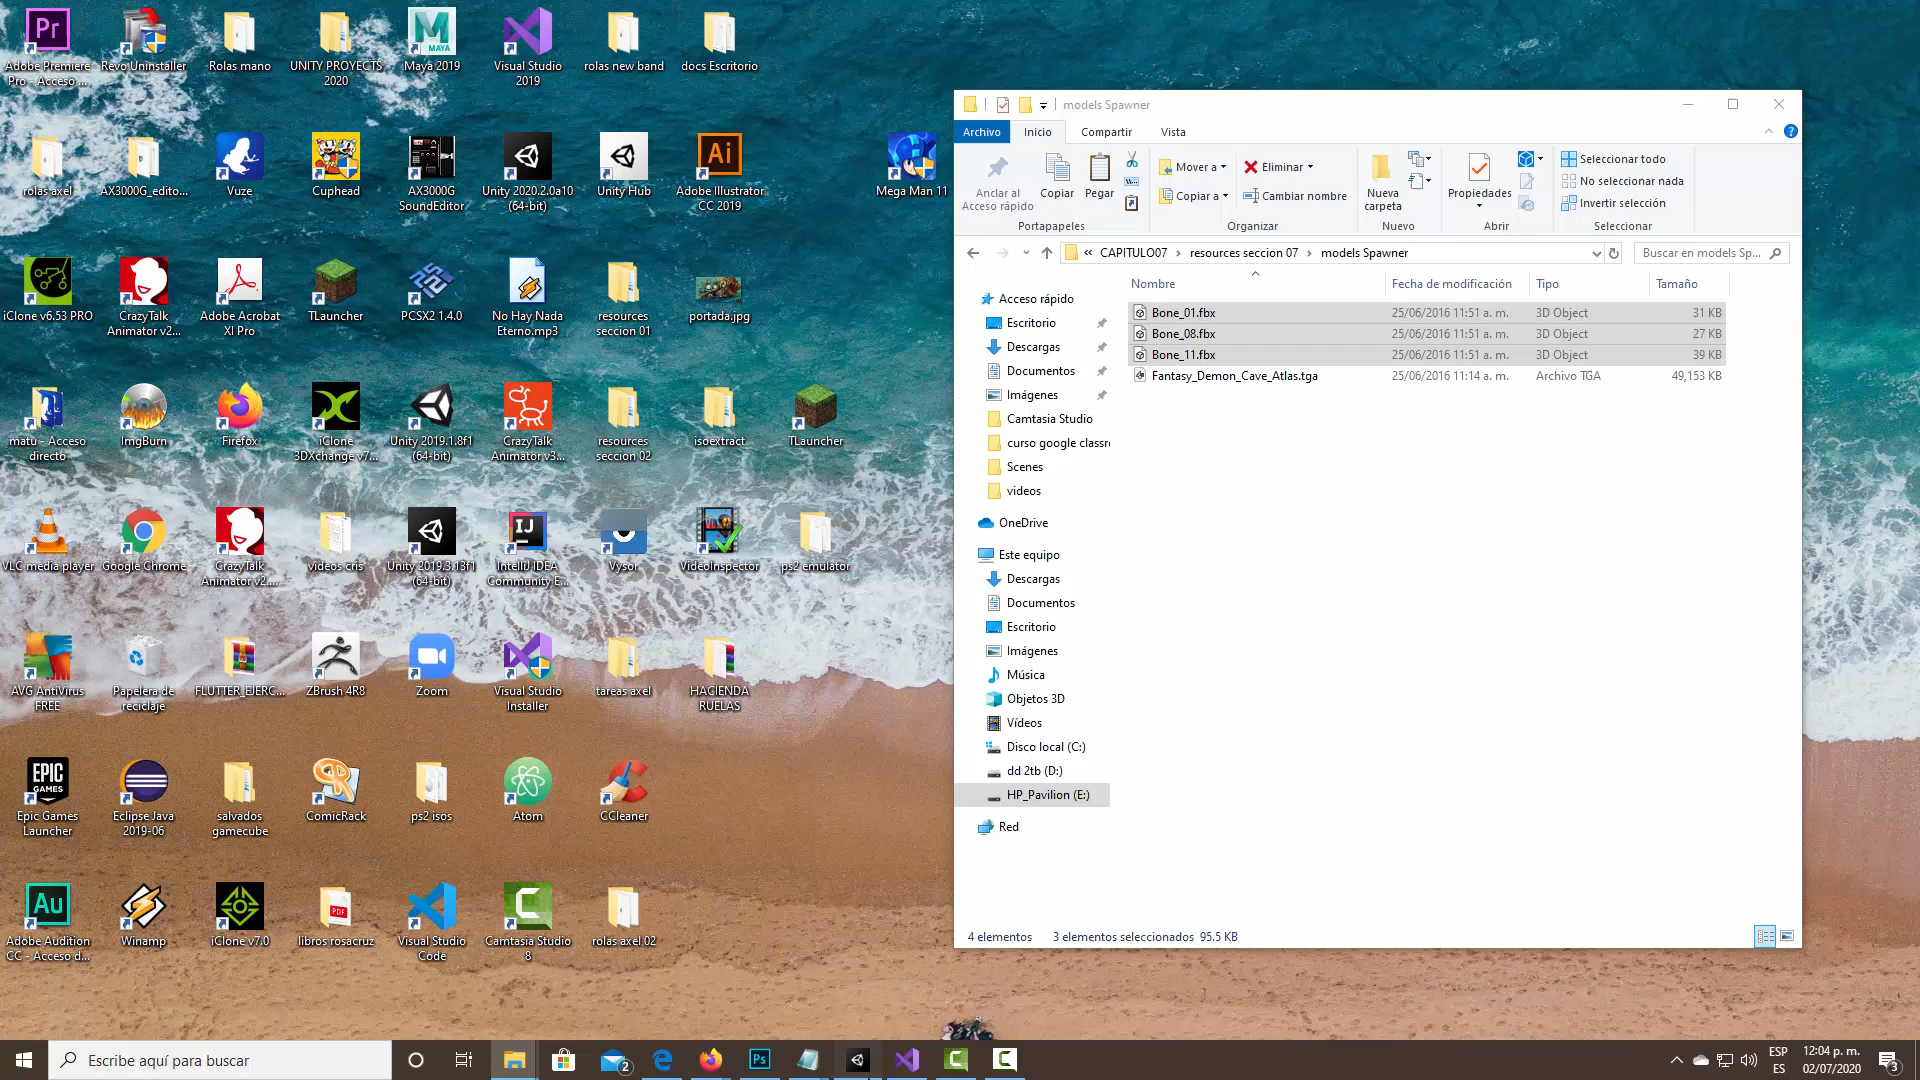 Adobe Premiere Pro - Acceso ...
Revo Uninstaller
Rolas mano
UNITY PROYECTS 2020
Maya 2019
Visual Studio 2019
rolas new band
docs Escritorio
rolas axel
AX3000G_edito...
Vuze
Cuphead
AX3000G SoundEditor
Unity 2020.2.0a10 (64-bit)
Unity Hub
Adobe Illustrator CC 2019
Mega Man 11
iClone v6.53 PRO
CrazyTalk Animator v2...
Adobe Acrobat XI Pro
TLauncher
PCSX2 1.4.0
No Hay Nada Eterno.mp3
resources seccion 01
portada.jpg
matu - Acceso directo
ImgBurn
Firefox
iClone 3DXchange v7...
Unity 2019.1.8f1 (64-bit)
CrazyTalk Animator v3...
resources seccion 02
isoextract
TLauncher
VLC media player
Google Chrome
CrazyTalk Animator v2....
videos cris
Unity 2019.3.13f1 (64-bit)
IntelliJ IDEA Community E...
Vysor
VideoInspector
ps2 emulator
AVG AntiVirus FREE
Papelera de reciclaje
FLUTTER_EJERC...
ZBrush 4R8
Zoom
Visual Studio Installer
tareas axel
HACIENDA RUELAS
Epic Games Launcher
Eclipse Java 2019-06
salvados gamecube
ComicRack
ps2 isos
Atom
CCleaner
Adobe Audition CC - Acceso d...
Winamp
iClone v7.0
libros rosacruz
Visual Studio Code
Camtasia Studio 8
rolas axel 02
models Spawner
Archivo
Inicio
Compartir
Vista
Anclar al Acceso rápido
Copiar
Pegar
Portapapeles
Mover a
Copiar a
Eliminar
Cambiar nombre
Organizar
Nueva carpeta
Nuevo
Propiedades
Abrir
Seleccionar todo
No seleccionar nada
Invertir selección
Seleccionar
« CAPITULO07 › resources seccion 07 › models Spawner
Buscar en models Sp...
Nombre
Fecha de modificación
Tipo
Tamaño
Bone_01.fbx 25/06/2016 11:51 a. m. 3D Object 31 KB
Bone_08.fbx 25/06/2016 11:51 a. m. 3D Object 27 KB
Bone_11.fbx 25/06/2016 11:51 a. m. 3D Object 39 KB
Fantasy_Demon_Cave_Atlas.tga 25/06/2016 11:14 a. m. Archivo TGA 49,153 KB
Acceso rápido
Escritorio
Descargas
Documentos
Imágenes
Camtasia Studio
curso google classr
Scenes
videos
OneDrive
Este equipo
Descargas
Documentos
Escritorio
Imágenes
Música
Objetos 3D
Vídeos
Disco local (C:)
dd 2tb (D:)
HP_Pavilion (E:)
Red
4 elementos
3 elementos seleccionados 95.5 KB
Escribe aquí para buscar
2
Ps
ESP
ES
12:04 p. m.
02/07/2020
3
Pr
MAYA
Ai
IJ
EPIC GAMES
Au
PDF